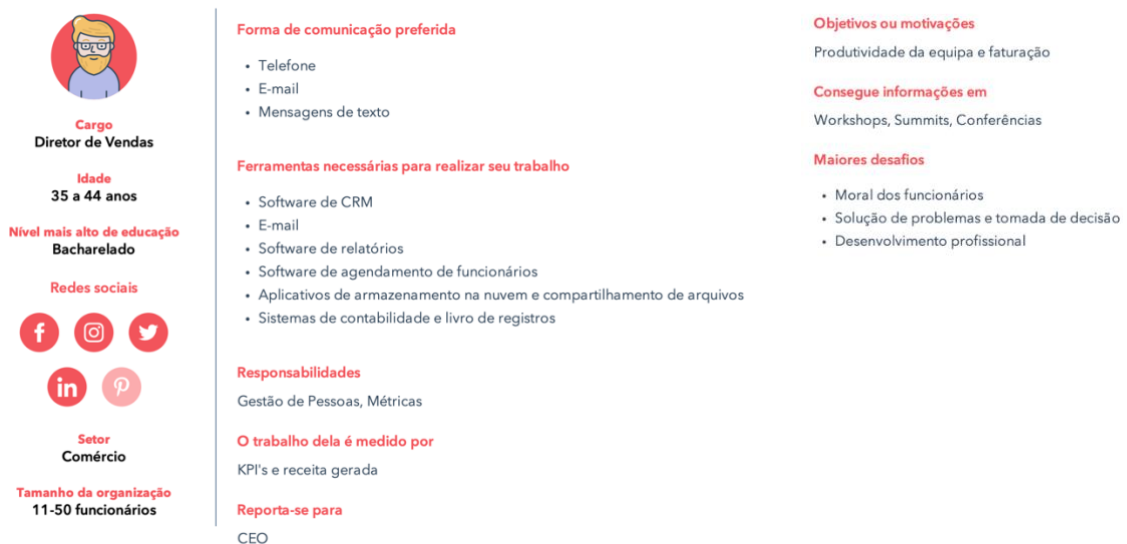 Cargo
Diretor de Vendas
Idade
35 a 44 anos
Nível mais alto de educação
Bacharelado
Redes sociais
f
in
Setor
Comércio
Tamanho da organização
11-50 funcionários
Forma de comunicação preferida
• Telefone
• E-mail
• Mensagens de texto
Ferramentas necessárias para realizar seu trabalho
• Software de CRM
• E-mail
• Software de relatórios
• Software de agendamento de funcionários
• Aplicativos de armazenamento na nuvem e compartilhamento de arquivos
• Sistemas de contabilidade e livro de registros
Responsabilidades
Gestão de Pessoas, Métricas
O trabalho dela é medido por
KPI's e receita gerada
Reporta-se para
CEO
Objetivos ou motivações
Produtividade da equipa e faturação
Consegue informações em
Workshops, Summits, Conferências
Maiores desafios
• Moral dos funcionários
• Solução de problemas e tomada de decisão
• Desenvolvimento profissional